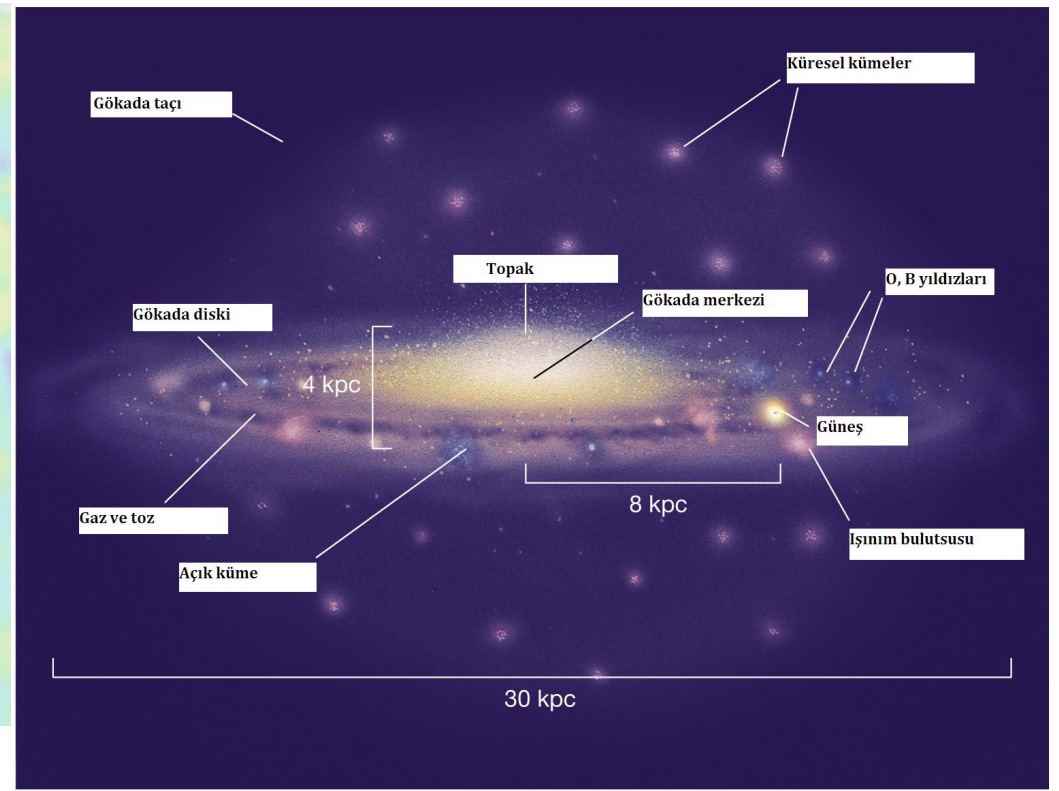 Küresel kümeler
Gökada taçı
Topak
O, B yıldızları
Gökada merkezi
Gökada diski
4 kpc
Güneş
8 kpc
Gaz ve toz
Işınım bulutsusu
Açık küme
30 kpc